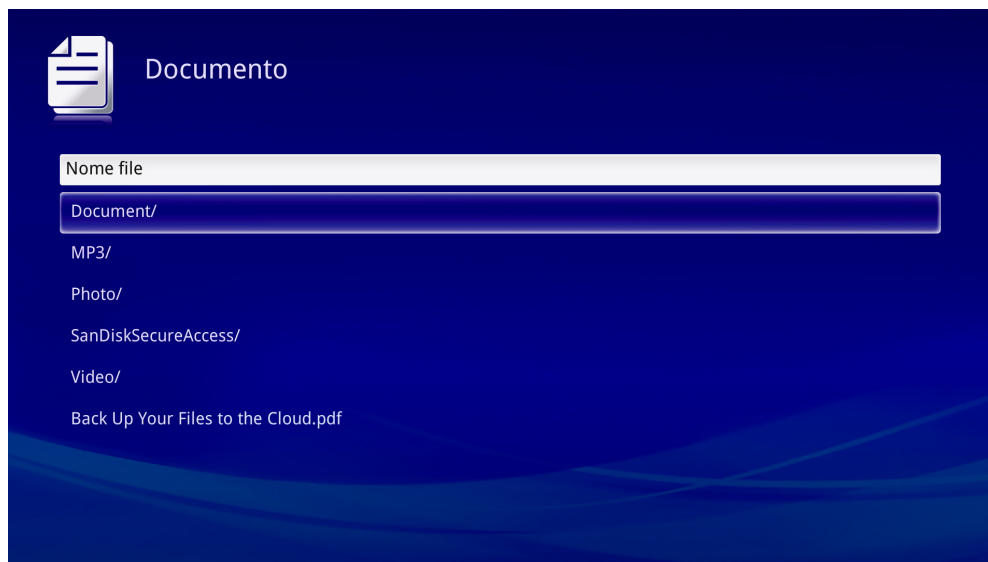 Documento
Nome file
Document/
MP3/
Photo/
SanDiskSecureAccess/
Video/
Back Up Your Files to the Cloud.pdf